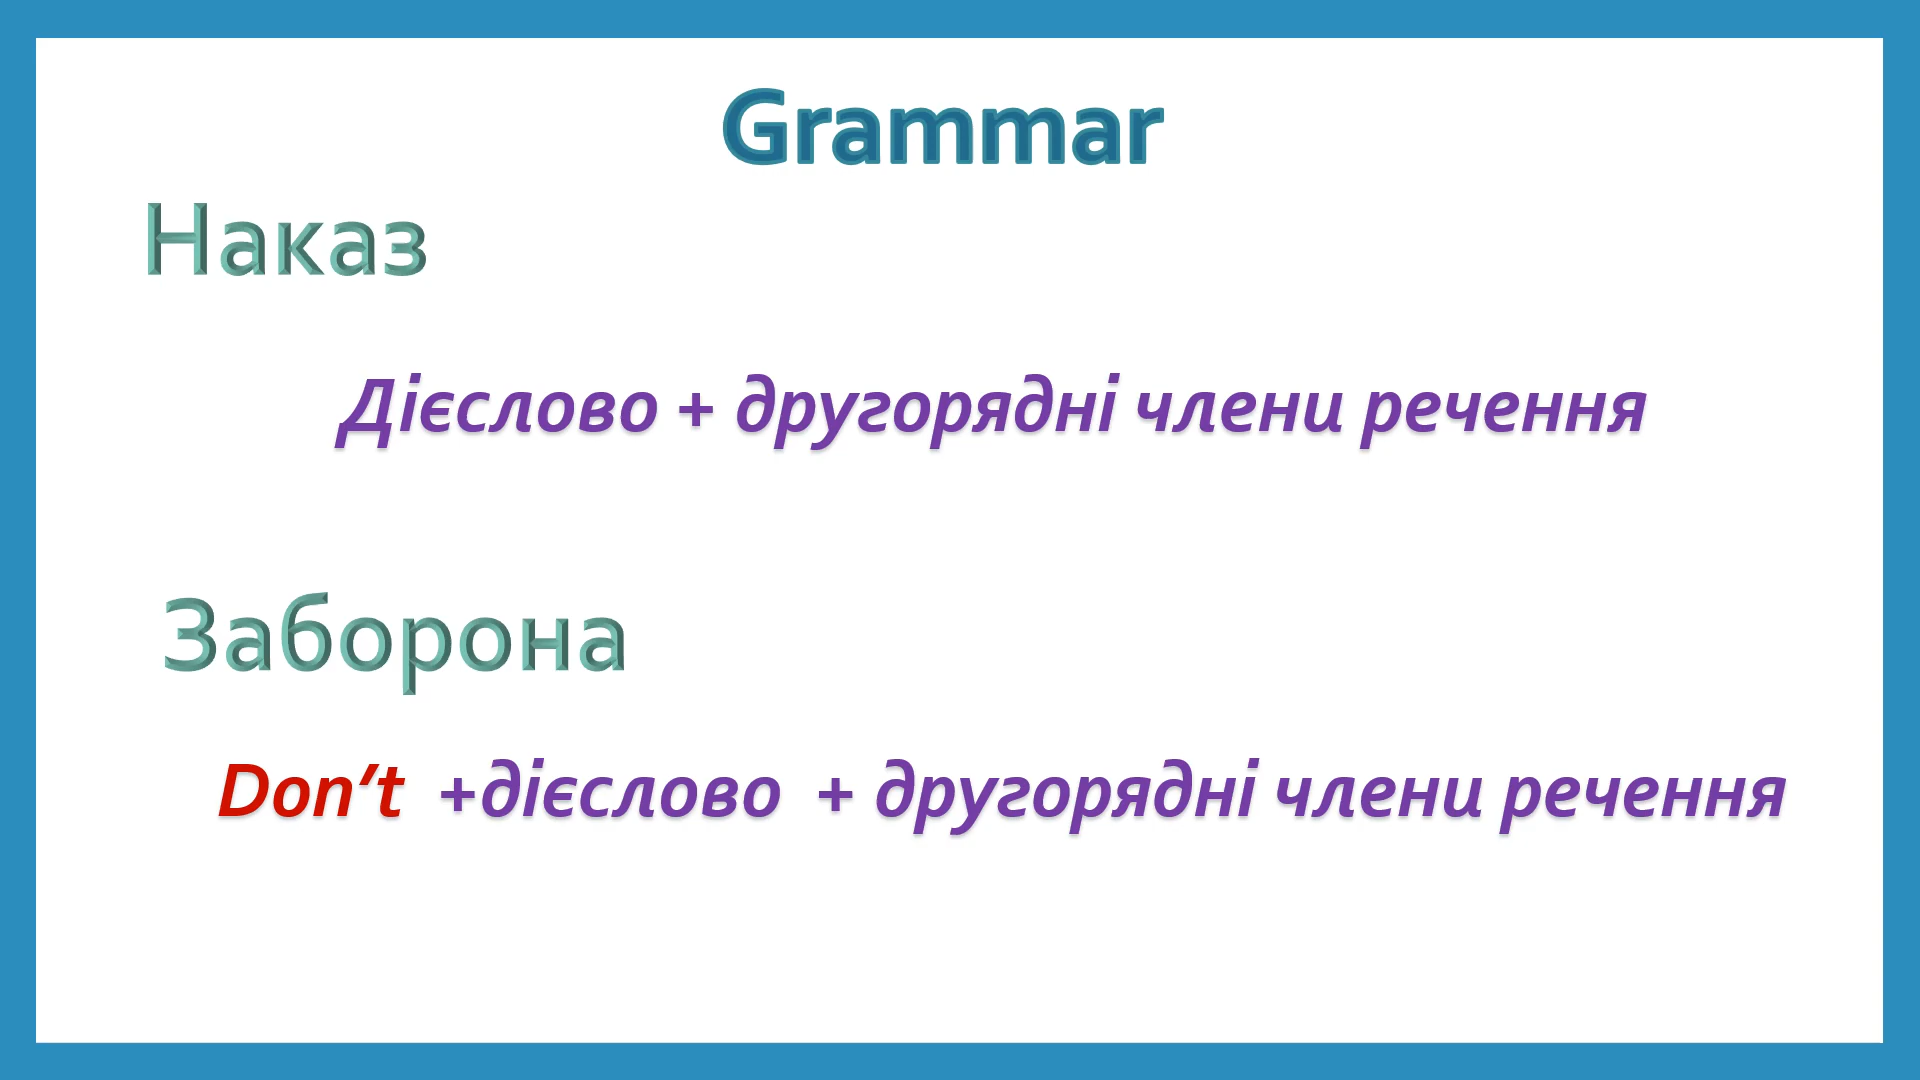 Grammar
Наказ
Дієслово + другорядні члени речення
Заборона
Don’t +дієслово + другорядні члени речення